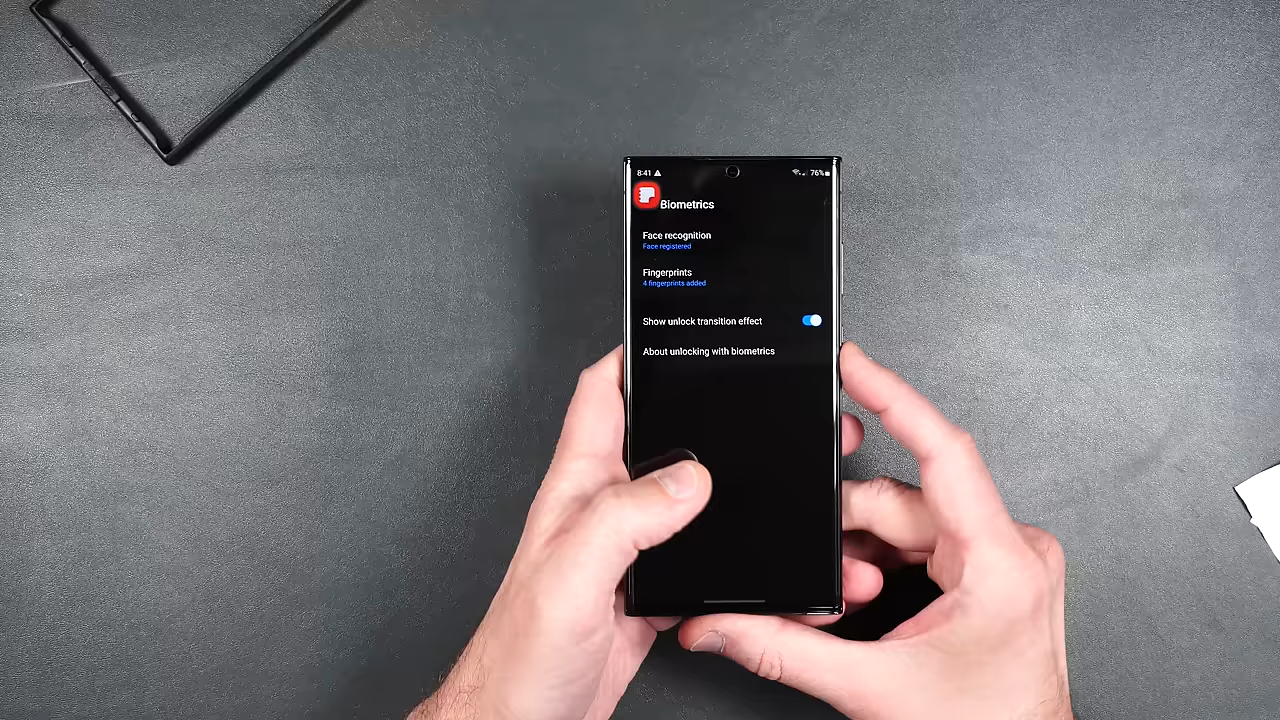 8:41 76%
Biometrics
Face recognition
Face registered
Fingerprints
4 fingerprints added
Show unlock transition effect
About unlocking with biometrics